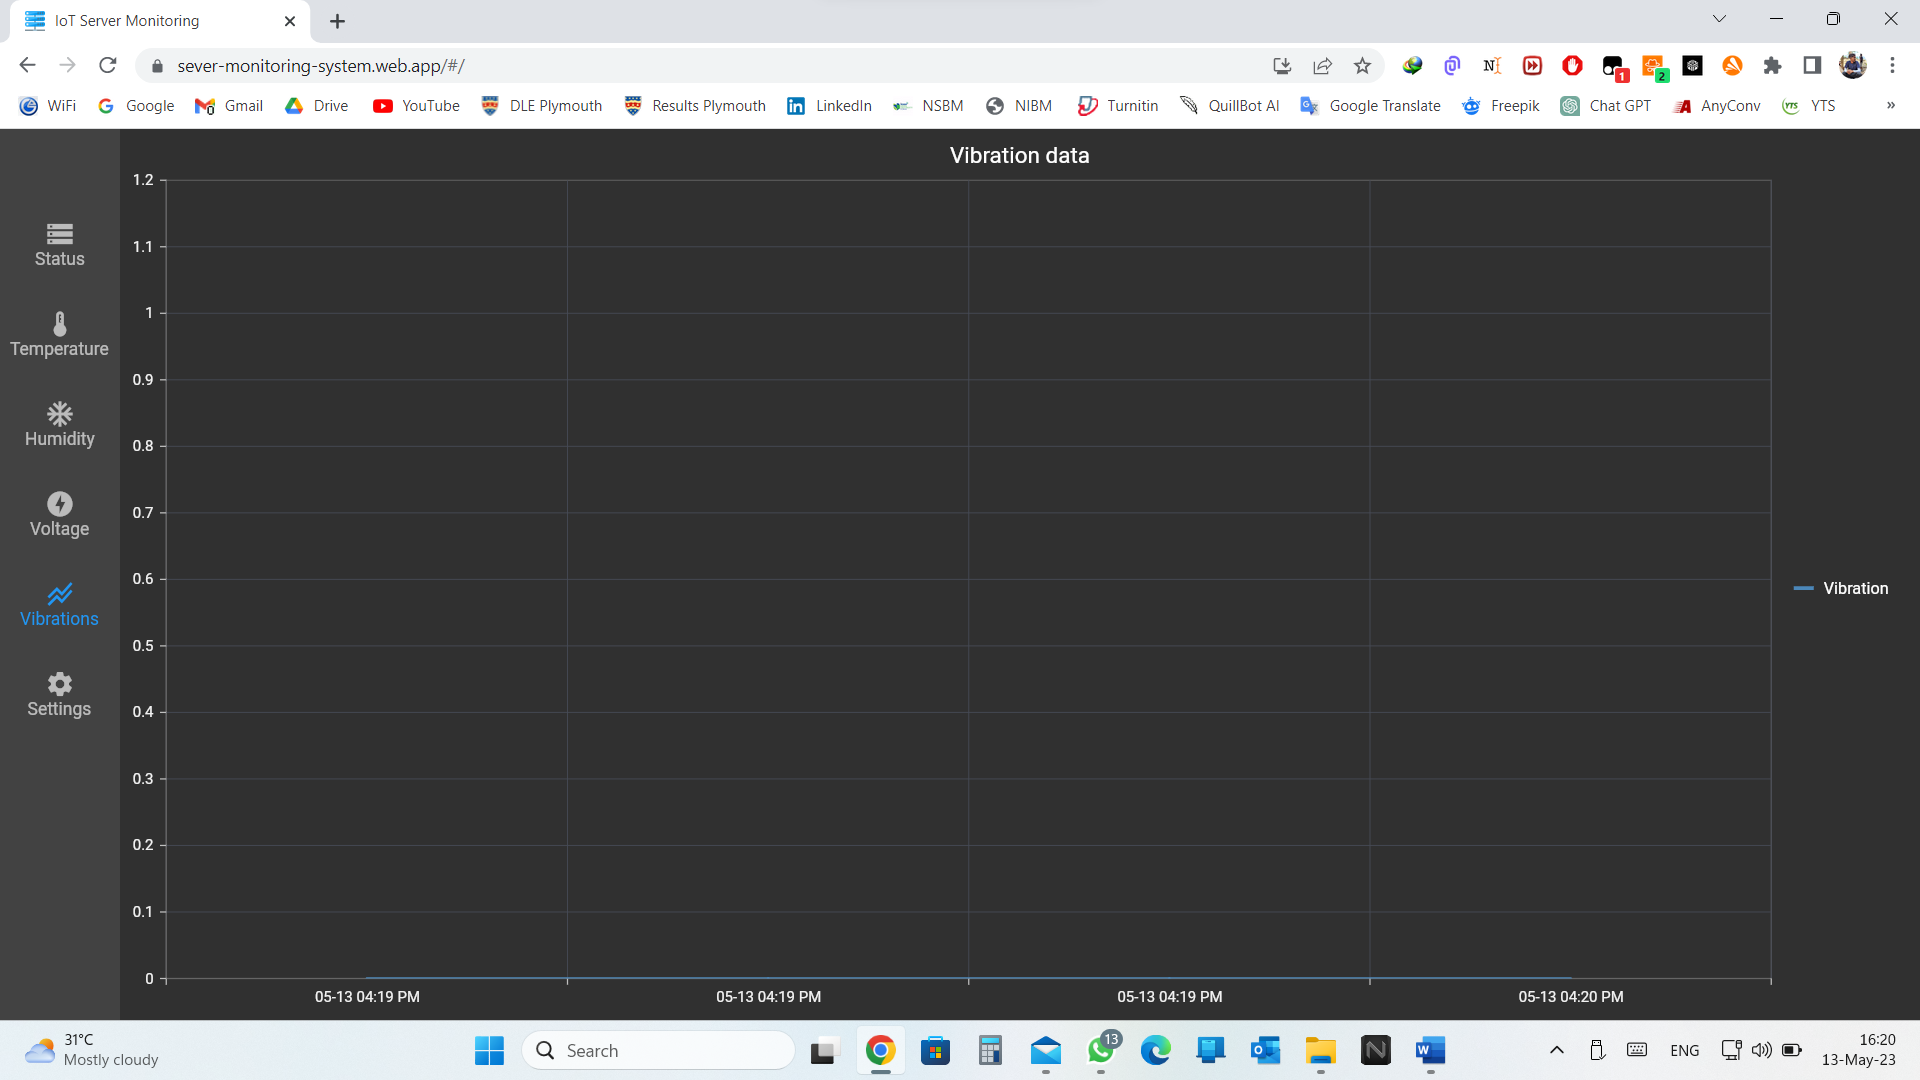 IoT Server Monitoring
sever-monitoring-system.web.app/#/
1
2
WiFi Google Gmail Drive YouTube DLE Plymouth Results Plymouth LinkedIn NSBM NIBM Turnitin QuillBot AI Google Translate Freepik Chat GPT AnyConv YTS »
Vibration data
Status
Temperature
Humidity
Voltage
Vibrations
Settings
1.2
1.1
1
0.9
0.8
0.7
0.6
0.5
0.4
0.3
0.2
0.1
0
Vibration
05-13 04:19 PM 05-13 04:19 PM 05-13 04:19 PM 05-13 04:20 PM
31°C
Mostly cloudy
Search
13
ENG
16:20
13-May-23